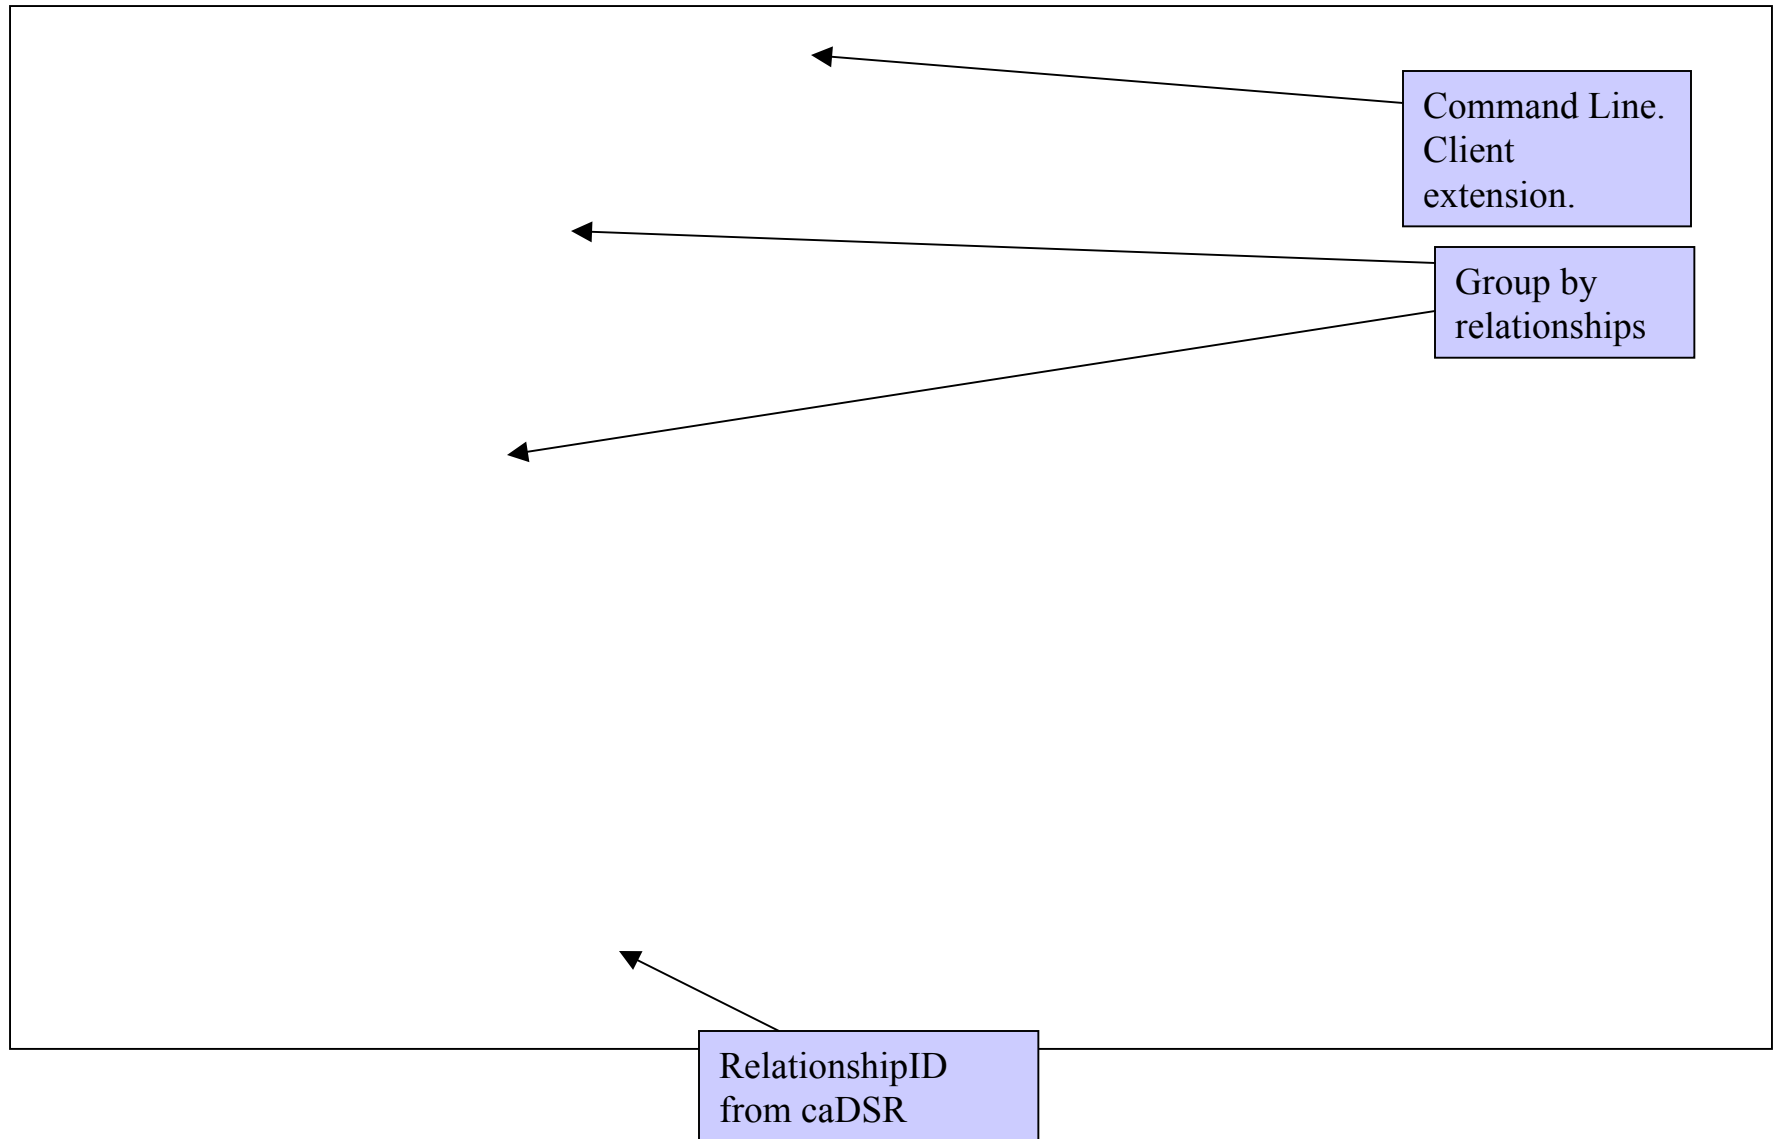 Command Line.
Client
extension.
Group by
relationships
RelationshipID
from caDSR